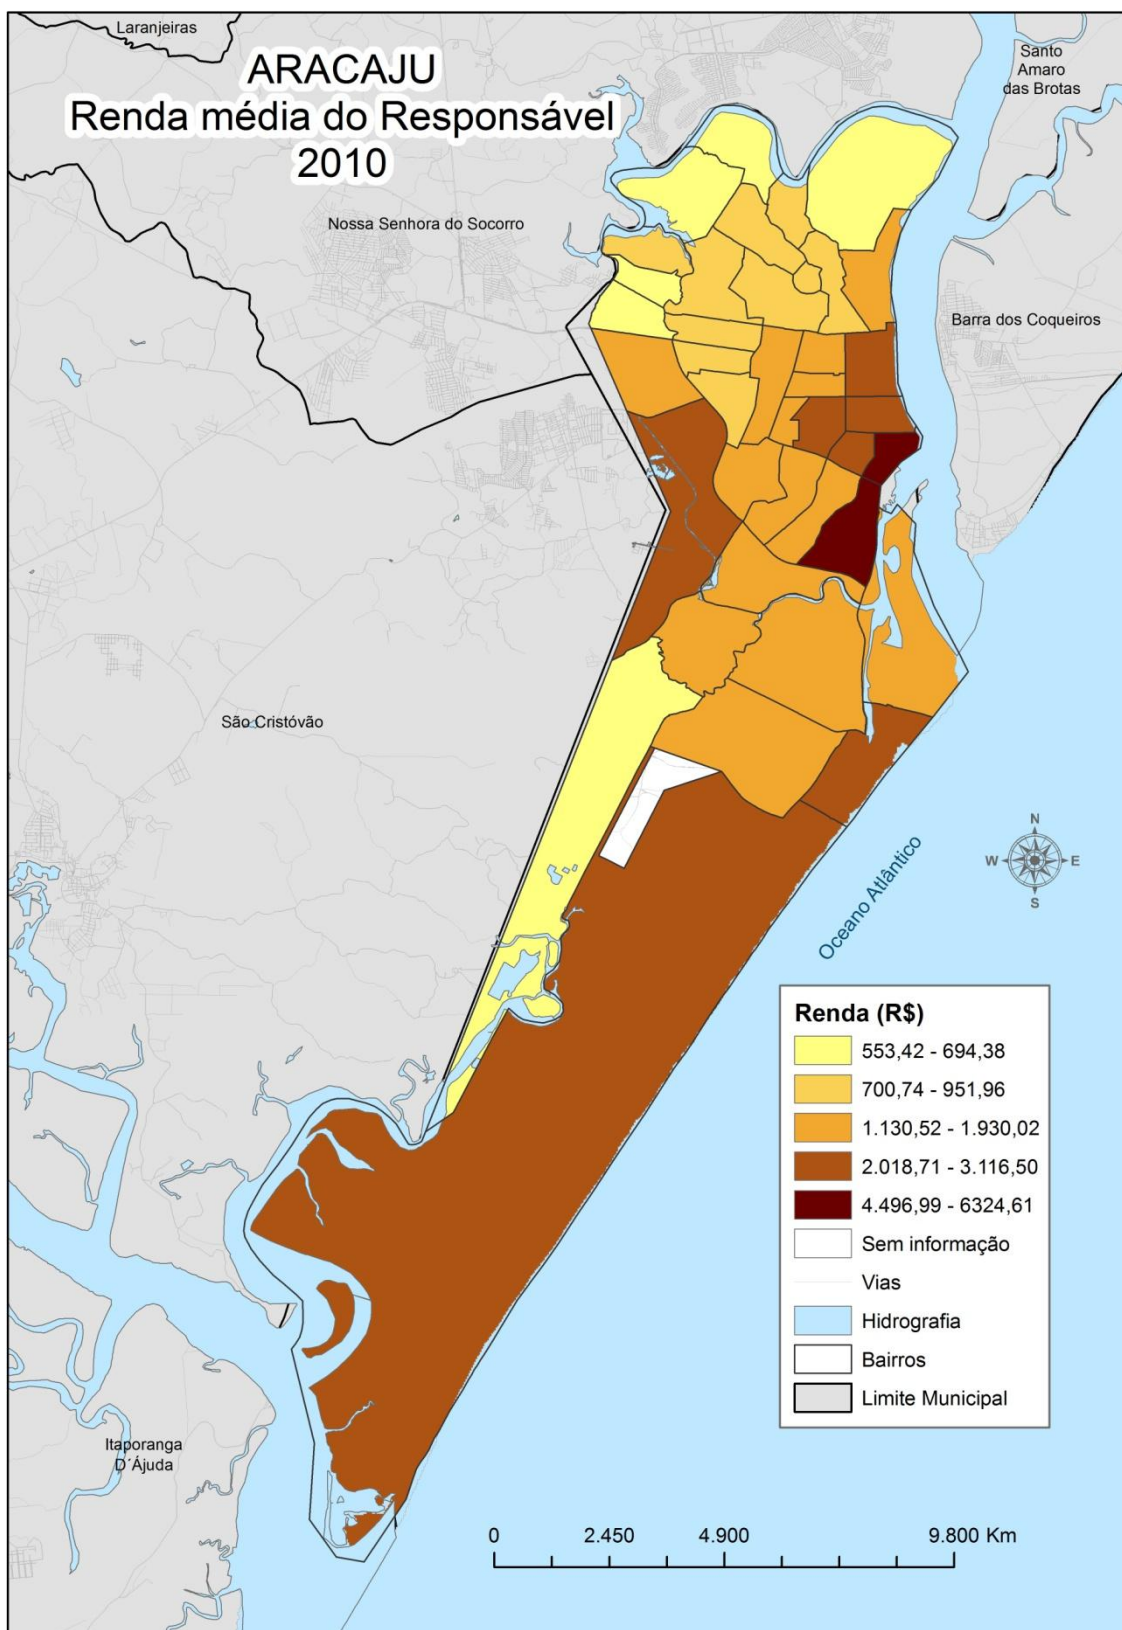 Laranjeiras
ARACAJU
Renda média do Responsável
2010
Santo
Amaro
das Brotas
Nossa Senhora do Socorro
Barra dos Coqueiros
São Cristóvão
N
W
E
S
Oceano Atlântico
Renda (R$)
553,42 - 694,38
700,74 - 951,96
1.130,52 - 1.930,02
2.018,71 - 3.116,50
4.496,99 - 6324,61
Sem informação
Vias
Hidrografia
Bairros
Limite Municipal
Itaporanga
D´Ájuda
0 2.450 4.900 9.800 Km